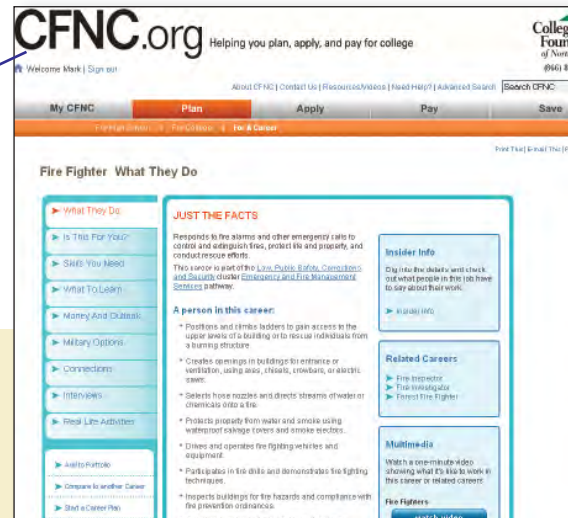 CFNC.org Helping you plan, apply, and pay for college
College
Foun
of Nort
(866) 8
Welcome Mark | Sign out
About CFNC | Contact Us | Resources/Videos | Need Help? | Advanced Search Search CFNC
My CFNC Plan Apply Pay Save
For High School | For College | For A Career
Print This | E-mail This |
Fire Fighter What They Do
What They Do
Is This For You?
Skills You Need
What To Learn
Money And Outlook
Military Options
Connections
Interviews
Real-Life Activities
Add to Portfolio
Compare to another Career
Start a Career Plan
JUST THE FACTS
Responds to fire alarms and other emergency calls to
control and extinguish fires, protect life and property, and
conduct rescue efforts.
This career is part of the Law, Public Safety, Corrections
and Security cluster Emergency and Fire Management
Services pathway.
A person in this career:
* Positions and climbs ladders to gain access to the
upper levels of a building or to rescue individuals from
a burning structure.
* Creates openings in buildings for entrance or
ventilation, using axes, chisels, crowbars, or electric
saws.
* Selects hose nozzles and directs streams of water or
chemicals onto a fire.
* Protects property from water and smoke using
waterproof salvage covers and smoke ejectors.
* Drives and operates fire fighting vehicles and
equipment.
* Participates in fire drills and demonstrates fire fighting
techniques.
* Inspects buildings for fire hazards and compliance with
fire prevention ordinances.
Insider Info
Dig into the details and check
out what people in this job have
to say about their work.
Insider Info
Related Careers
Fire Inspector
Fire Investigator
Forest Fire Fighter
Multimedia
Watch a one-minute video
showing what it's like to work in
this career or related careers
Fire Fighters
watch video